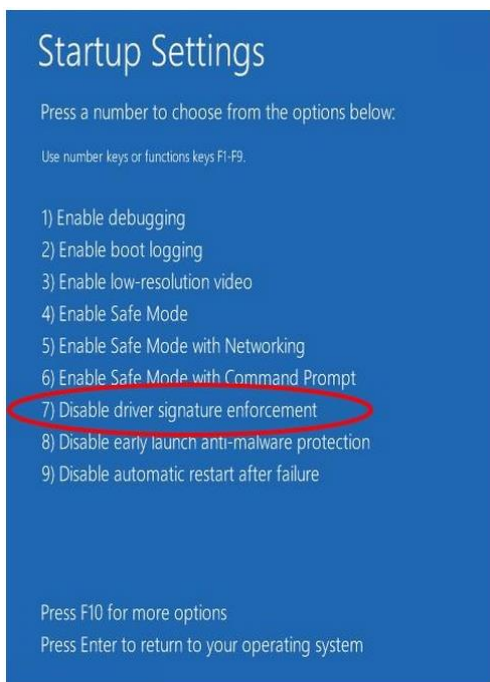 Startup Settings
Press a number to choose from the options below:
Use number keys or functions keys F1-F9.
1) Enable debugging
2) Enable boot logging
3) Enable low-resolution video
4) Enable Safe Mode
5) Enable Safe Mode with Networking
6) Enable Safe Mode with Command Prompt
7) Disable driver signature enforcement
8) Disable early launch anti-malware protection
9) Disable automatic restart after failure
Press F10 for more options
Press Enter to return to your operating system